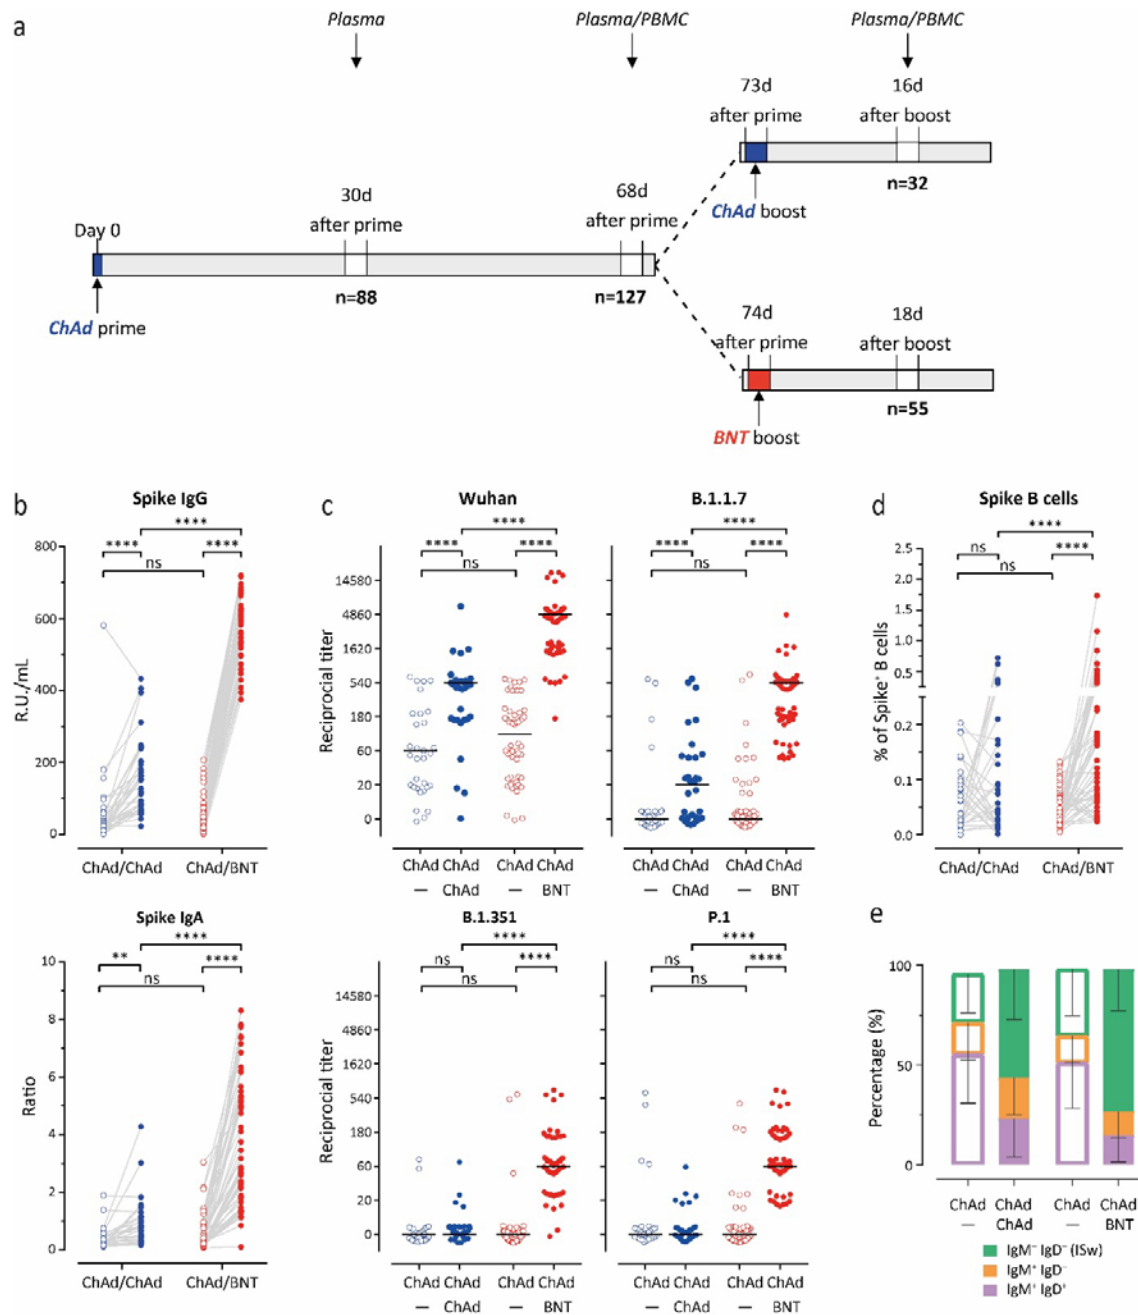 a
Plasma
Plasma/PBMC
Plasma/PBMC
73d
after prime
16d
after boost
n=32
ChAd boost
30d
after prime
68d
after prime
Day 0
n=88
n=127
ChAd prime
74d
after prime
18d
after boost
n=55
BNT boost
b
Spike IgG
****
****
ns
****
R.U./mL
800
600
400
200
0
ChAd/ChAd
ChAd/BNT
c
Wuhan
****
****
ns
****
Reciprocial titer
14580
4860
1620
540
180
60
20
0
ChAd ChAd ChAd ChAd
— ChAd — BNT
B.1.1.7
****
****
ns
****
ChAd ChAd ChAd ChAd
— ChAd — BNT
d
Spike B cells
****
ns
****
ns
% of Spike⁺ B cells
2.5
2.0
1.5
1.0
0.5
0.2
0.1
0.0
ChAd/ChAd
ChAd/BNT
Spike IgA
****
**
****
ns
Ratio
10
8
6
4
2
0
ChAd/ChAd
ChAd/BNT
B.1.351
****
ns
****
ns
Reciprocial titer
14580
4860
1620
540
180
60
20
0
ChAd ChAd ChAd ChAd
— ChAd — BNT
P.1
****
ns
****
ns
ChAd ChAd ChAd ChAd
— ChAd — BNT
e
Percentage (%)
100
50
0
ChAd ChAd ChAd ChAd
— ChAd — BNT
IgM⁻ IgD⁻ (ISw)
IgM⁺ IgD⁻
IgM⁺ IgD⁺